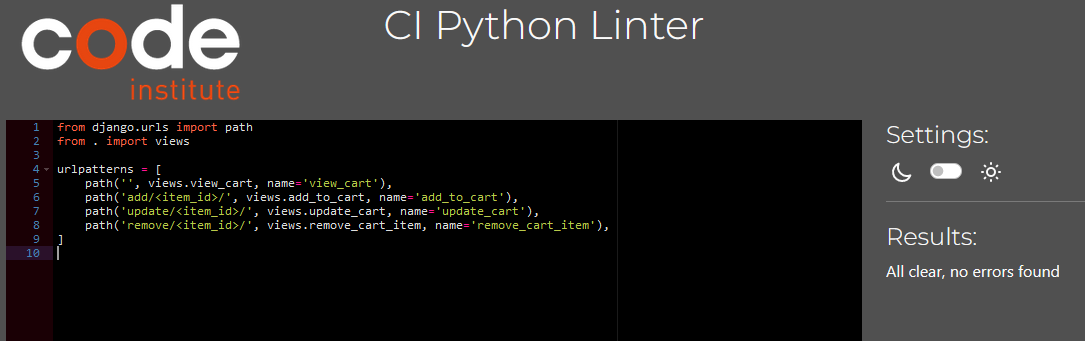 code
institute
CI Python Linter
1 from django.urls import path
2 from . import views
3
4 urlpatterns = [
5     path('', views.view_cart, name='view_cart'),
6     path('add/<item_id>/', views.add_to_cart, name='add_to_cart'),
7     path('update/<item_id>/', views.update_cart, name='update_cart'),
8     path('remove/<item_id>/', views.remove_cart_item, name='remove_cart_item'),
9 ]
10
Settings:
Results:
All clear, no errors found